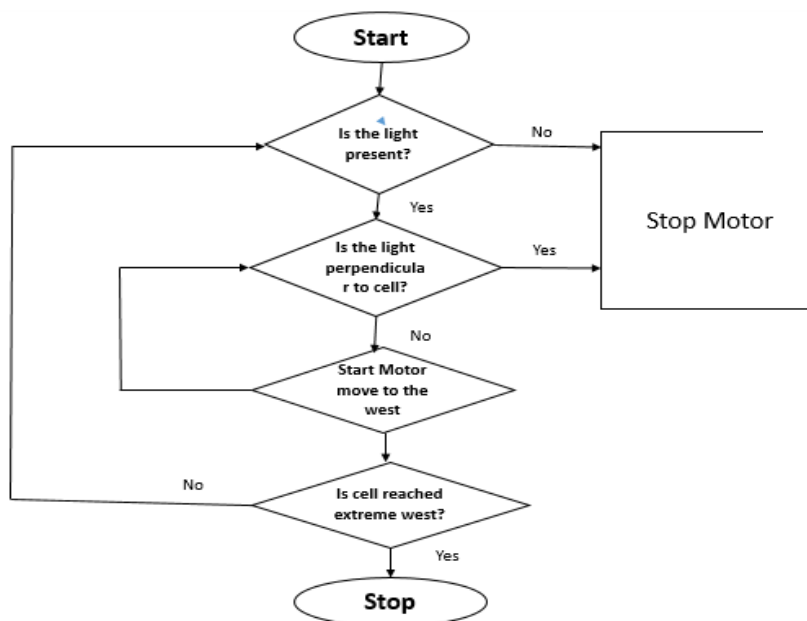 Start
Is the light
present?
No
Yes
Stop Motor
Is the light
perpendicula
r to cell?
Yes
No
Start Motor
move to the
west
No
Is cell reached
extreme west?
Yes
Stop